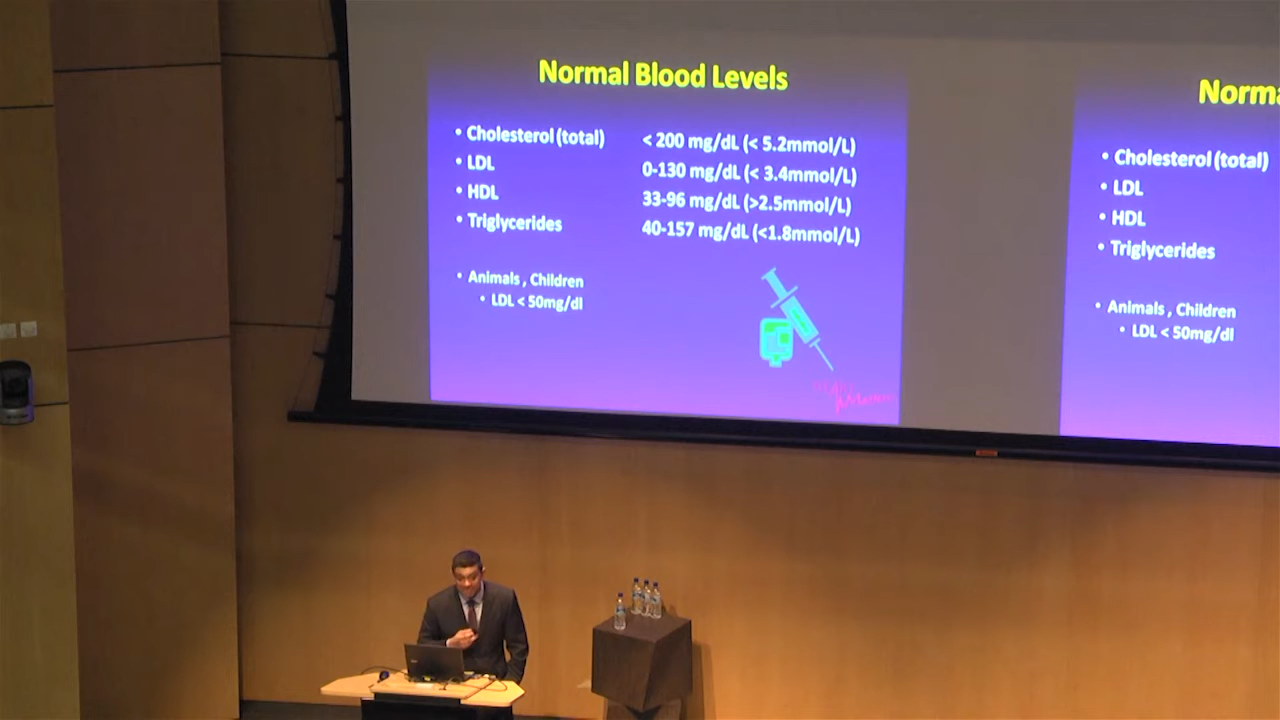 Normal Blood Levels
• Cholesterol (total) < 200 mg/dL (< 5.2mmol/L)
• LDL 0-130 mg/dL (< 3.4mmol/L)
• HDL 33-96 mg/dL (>2.5mmol/L)
• Triglycerides 40-157 mg/dL (<1.8mmol/L)
• Animals , Children
• LDL < 50mg/dl
Norma
• Cholesterol (total)
• LDL
• HDL
• Triglycerides
• Animals , Children
• LDL < 50mg/dl